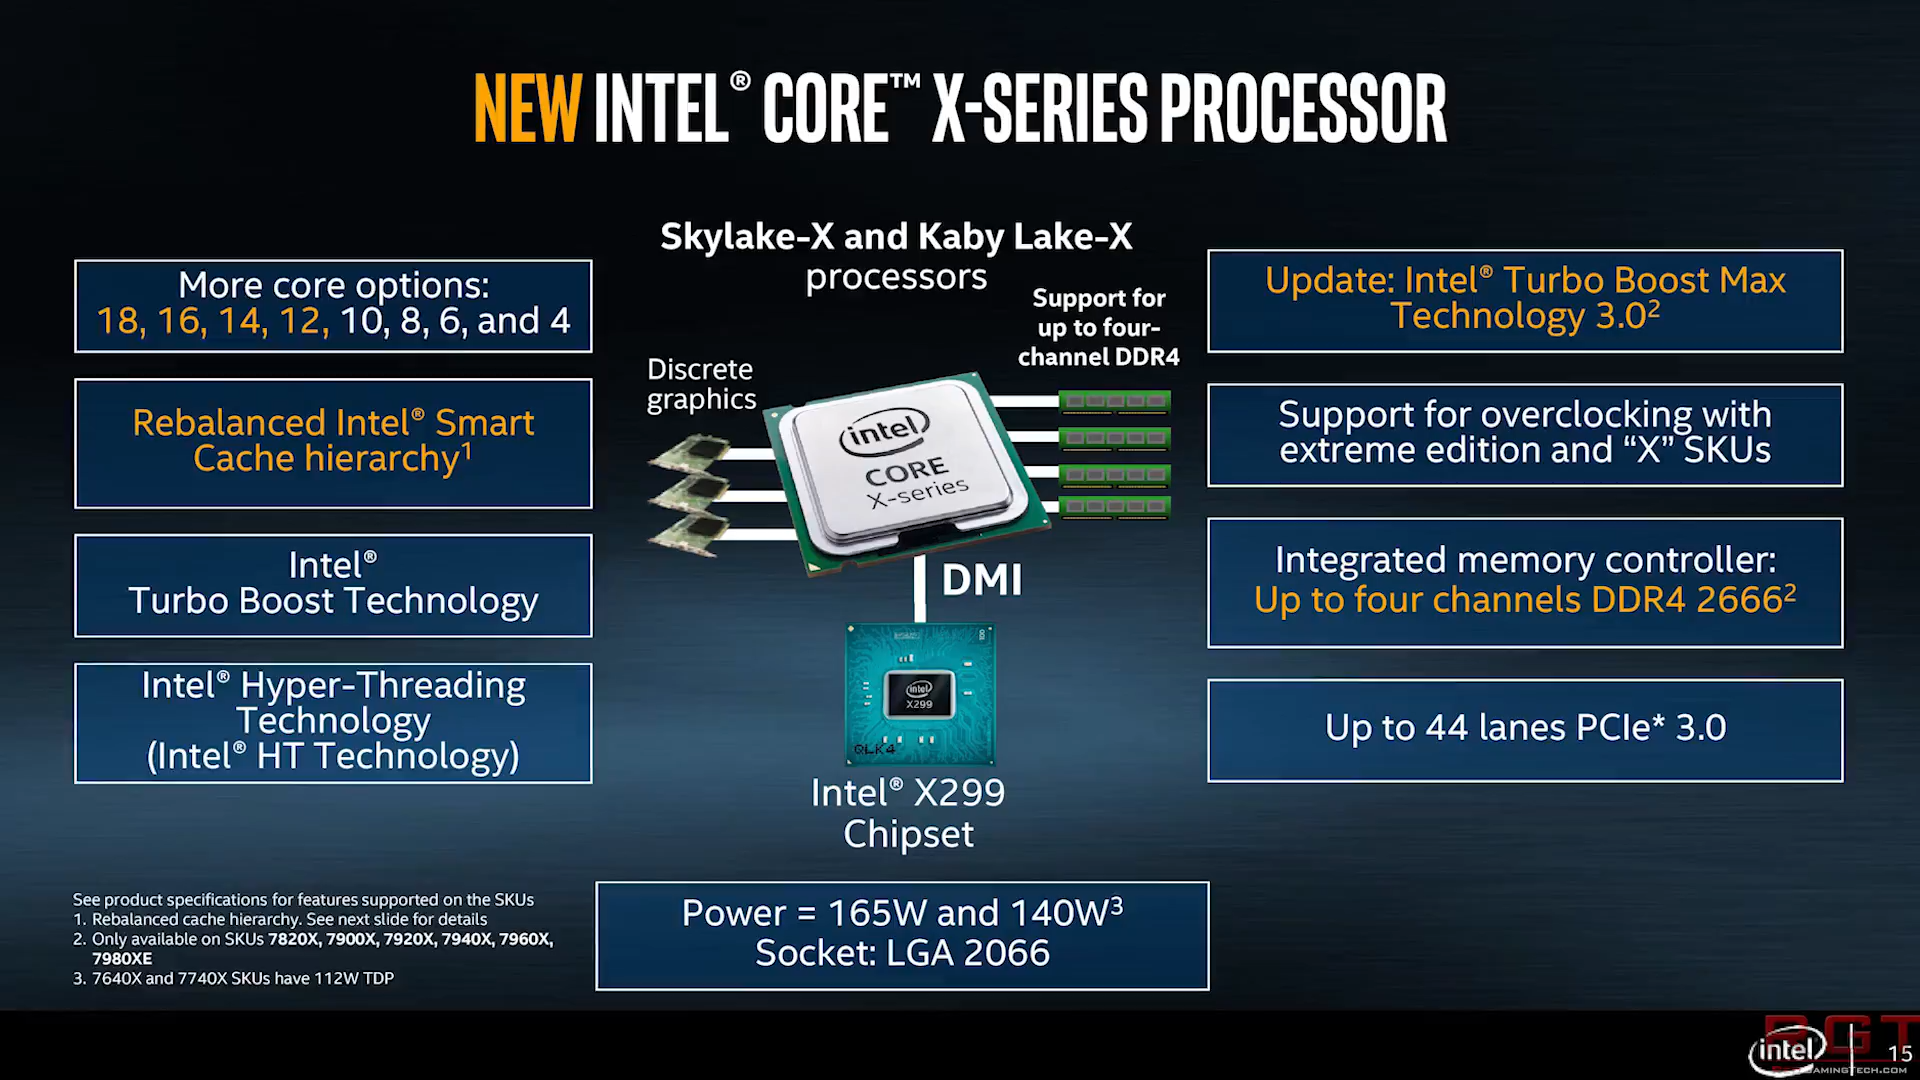 NEW INTEL® CORE™ X-SERIES PROCESSOR
Skylake-X and Kaby Lake-X
processors
More core options:
18, 16, 14, 12, 10, 8, 6, and 4
Rebalanced Intel® Smart
Cache hierarchy¹
Intel®
Turbo Boost Technology
Intel® Hyper-Threading
Technology
(Intel® HT Technology)
Discrete
graphics
Support for
up to four-
channel DDR4
intel
CORE
X-series
DMI
intel
X299
QLK4
Intel® X299
Chipset
Update: Intel® Turbo Boost Max
Technology 3.0²
Support for overclocking with
extreme edition and “X” SKUs
Integrated memory controller:
Up to four channels DDR4 2666²
Up to 44 lanes PCIe* 3.0
Power = 165W and 140W³
Socket: LGA 2066
See product specifications for features supported on the SKUs
1. Rebalanced cache hierarchy. See next slide for details
2. Only available on SKUs 7820X, 7900X, 7920X, 7940X, 7960X,
7980XE
3. 7640X and 7740X SKUs have 112W TDP
intel
15